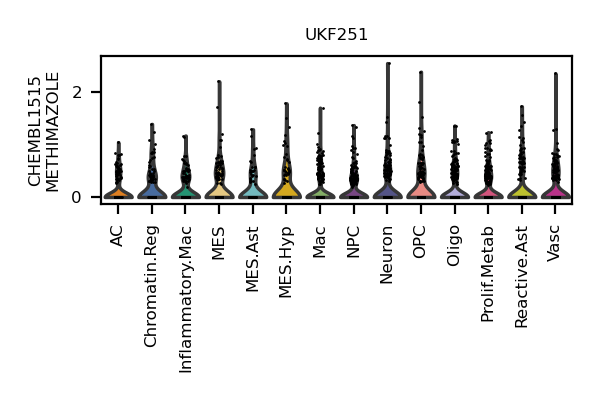 UKF251
CHEMBL1515
METHIMAZOLE
2
0
AC
Chromatin.Reg
Inflammatory.Mac
MES
MES.Ast
MES.Hyp
Mac
NPC
Neuron
OPC
Oligo
Prolif.Metab
Reactive.Ast
Vasc